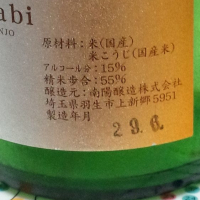 abi
NJO
原材料：米(国産)
米こうじ(国産米)
アルコール分：15%
精米歩合：55%
醸造元：南陽醸造株式会社
埼玉県羽生市上新郷5951
製造年月
29.6.